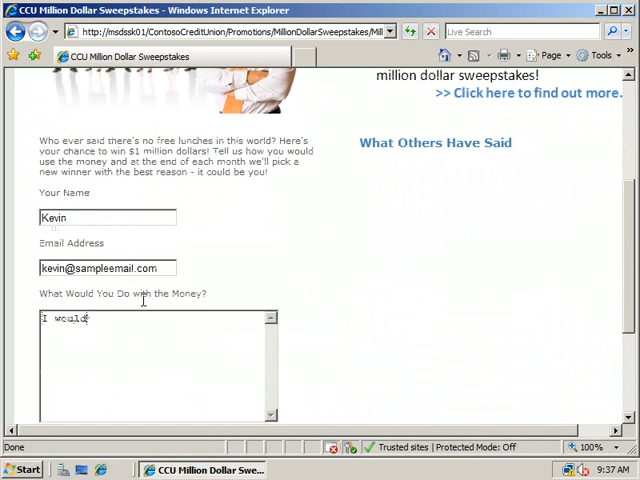 CCU Million Dollar Sweepstakes - Windows Internet Explorer
http://msdssk01/ContosoCreditUnion/Promotions/MillionDollarSweepstakes/Mill
Live Search
CCU Million Dollar Sweepstakes
Page
Tools
million dollar sweepstakes!
>> Click here to find out more.
Who ever said there's no free lunches in this world? Here's
your chance to win $1 million dollars! Tell us how you would
use the money and at the end of each month we'll pick a
new winner with the best reason - it could be you!
What Others Have Said
Your Name
Kevin
Email Address
kevin@sampleemail.com
What Would You Do with the Money?
I would
Done
Trusted sites | Protected Mode: Off
100%
Start
CCU Million Dollar Swe...
9:37 AM